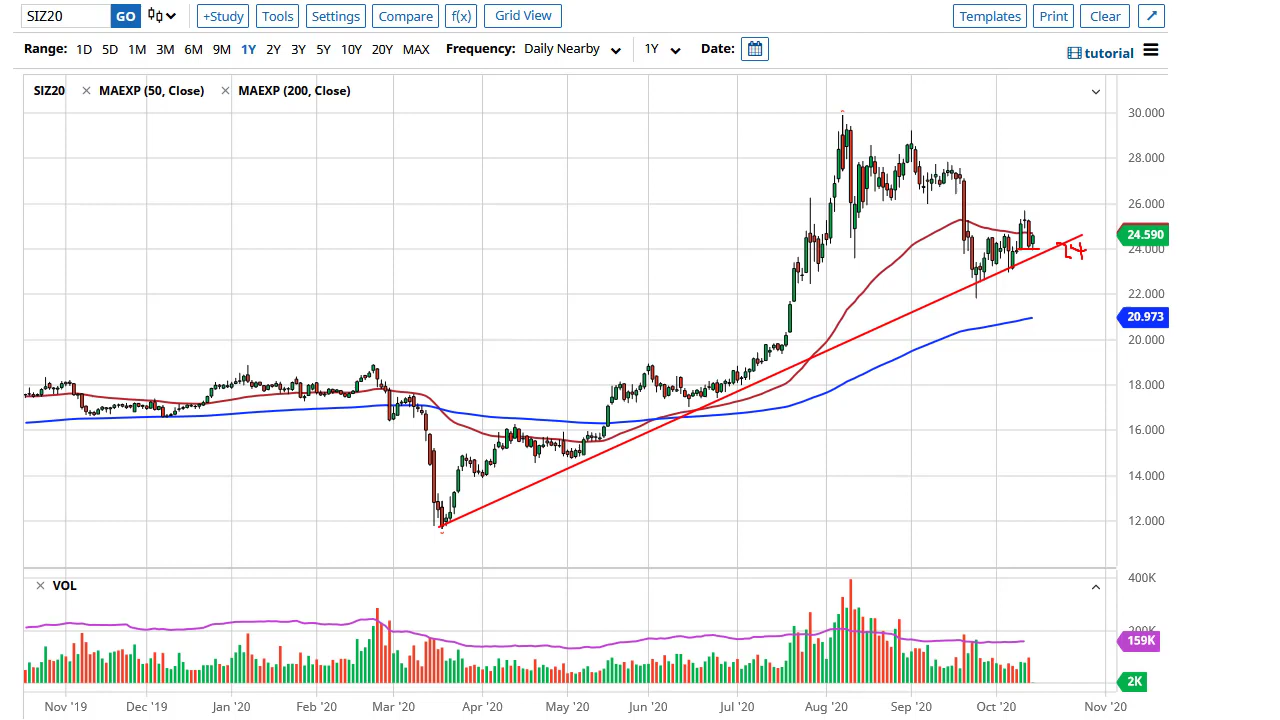 SIZ20 GO +Study Tools Settings Compare f(x) Grid View Templates Print Clear
Range: 1D 5D 1M 3M 6M 9M 1Y 2Y 3Y 5Y 10Y 20Y MAX Frequency: Daily Nearby 1Y Date: tutorial
SIZ20 × MAEXP (50, Close) × MAEXP (200, Close)
30.000
28.000
26.000
24.590
24.000
24
22.000
20.973
20.000
18.000
16.000
14.000
12.000
× VOL
400K
200K
159K
2K
Nov '19 Dec '19 Jan '20 Feb '20 Mar '20 Apr '20 May '20 Jun '20 Jul '20 Aug '20 Sep '20 Oct '20 Nov '20